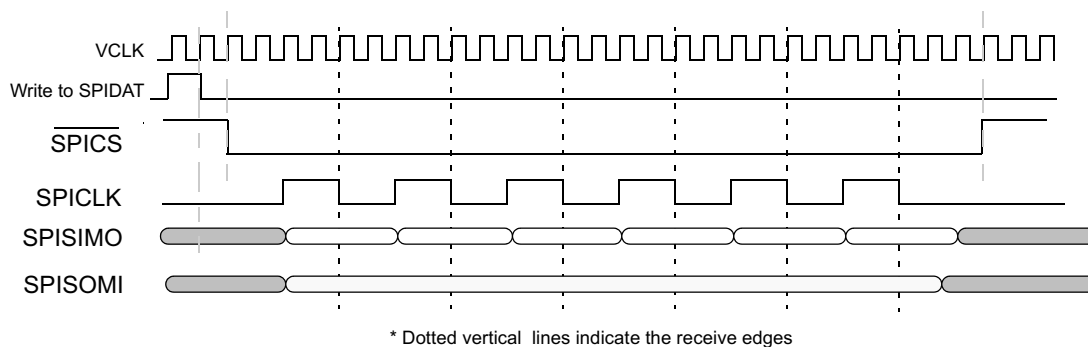 VCLK
Write to SPIDAT
SPICS
SPICLK
SPISIMO
SPISOMI
* Dotted vertical lines indicate the receive edges